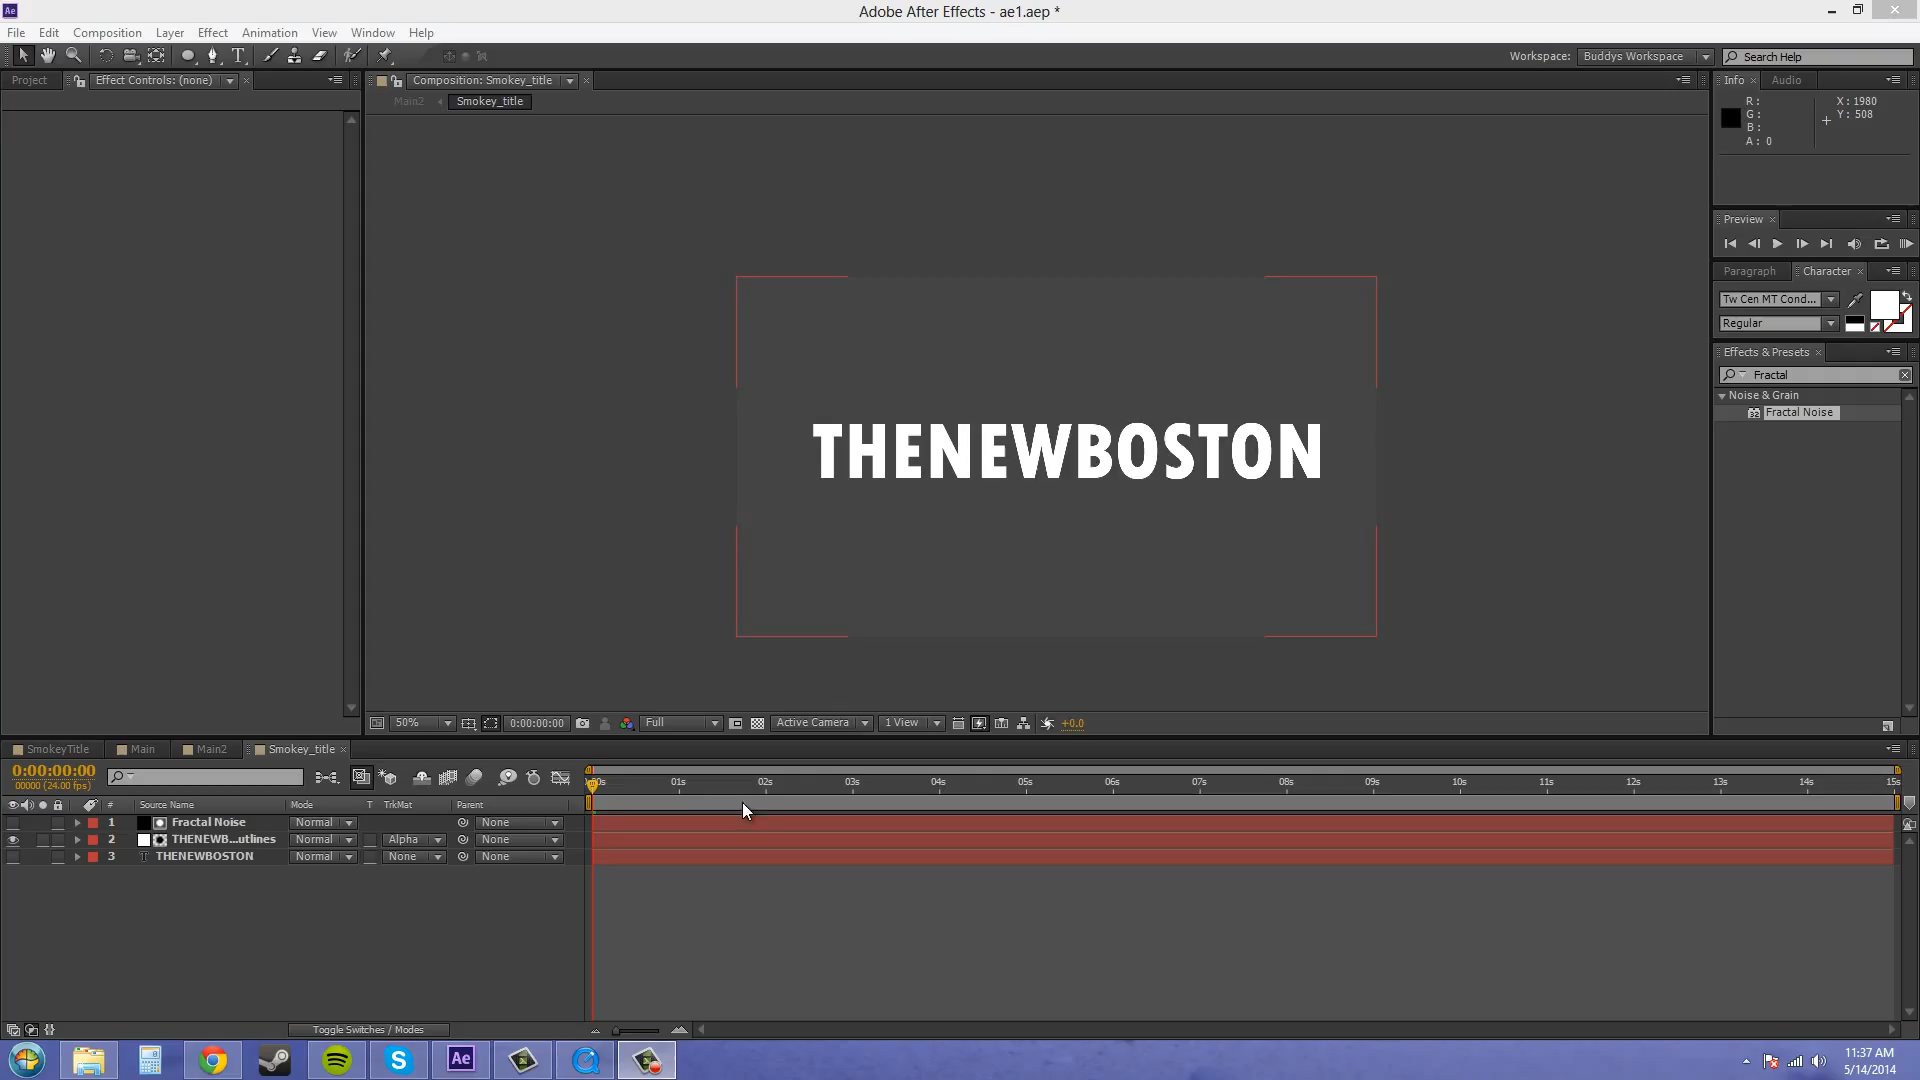 Ae
Adobe After Effects - ae1.aep *
File Edit Composition Layer Effect Animation View Window Help
Workspace: Buddys Workspace Search Help
Project Effect Controls: (none)
Composition: Smokey_title
Main2 Smokey_title
Info Audio
R: X: 1980
G: Y: 508
B:
A: 0
Preview
Paragraph Character
Tw Cen MT Cond...
Regular
Effects & Presets
Fractal
Noise & Grain
32 Fractal Noise
THENEWBOSTON
50% 0:00:00:00 Full Active Camera 1 View +0.0
SmokeyTitle Main Main2 Smokey_title
0:00:00:00
00000 (24.00 fps)
01s 02s 03s 04s 05s 06s 07s 08s 09s 10s 11s 12s 13s 14s 15s
# Source Name Mode T TrkMat Parent
1 Fractal Noise Normal None
2 THENEWB...utlines Normal Alpha None
3 T THENEWBOSTON Normal None None
Toggle Switches / Modes
Ae
11:37 AM
5/14/2014